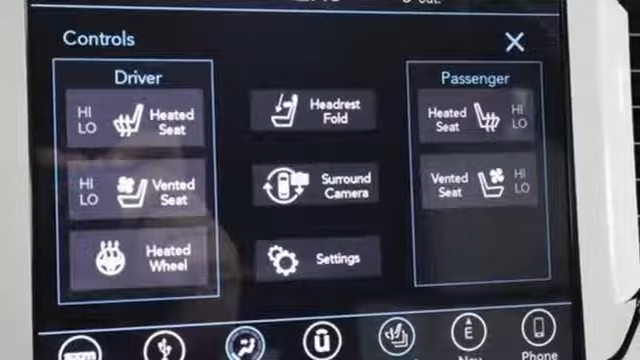 Controls
Driver
Passenger
HI
LO
Heated
Seat
Headrest
Fold
Heated
Seat
HI
LO
HI
LO
Vented
Seat
Surround
Camera
Vented
Seat
HI
LO
Heated
Wheel
Settings
E
Phone